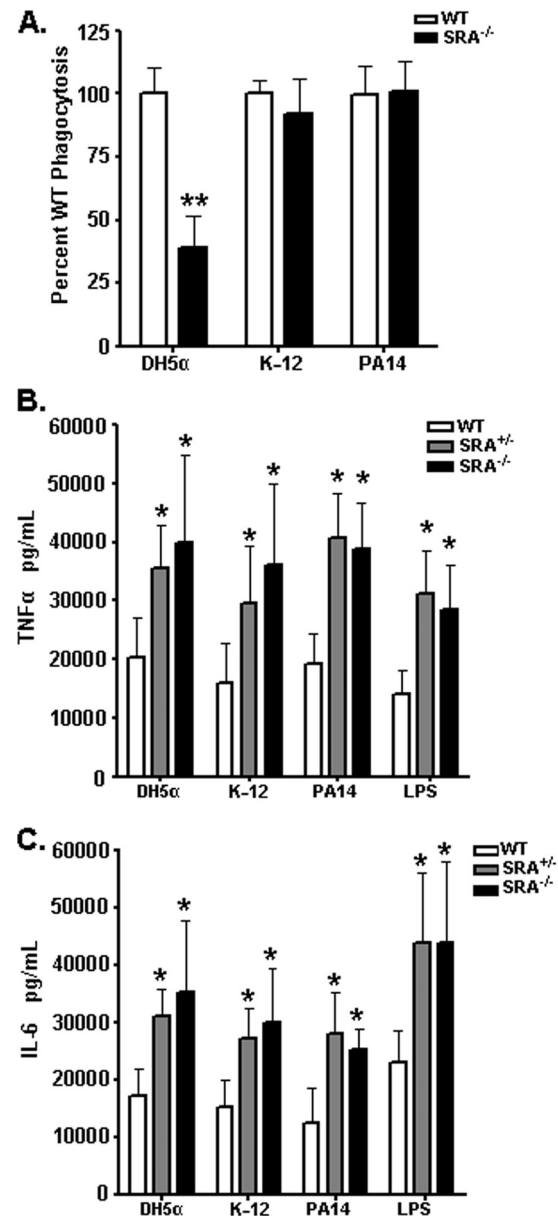 A.
WT
SRA-/-
Percent WT Phagocytosis
125
100
75
50
25
0
**
DH5α K-12 PA14
B.
WT
SRA+/-
SRA-/-
TNFα pg/mL
60000
50000
40000
30000
20000
10000
0
* * * * * * * *
DH5α K-12 PA14 LPS
C.
WT
SRA+/-
SRA-/-
IL-6 pg/mL
60000
50000
40000
30000
20000
10000
0
* * * * * * * *
DH5α K-12 PA14 LPS